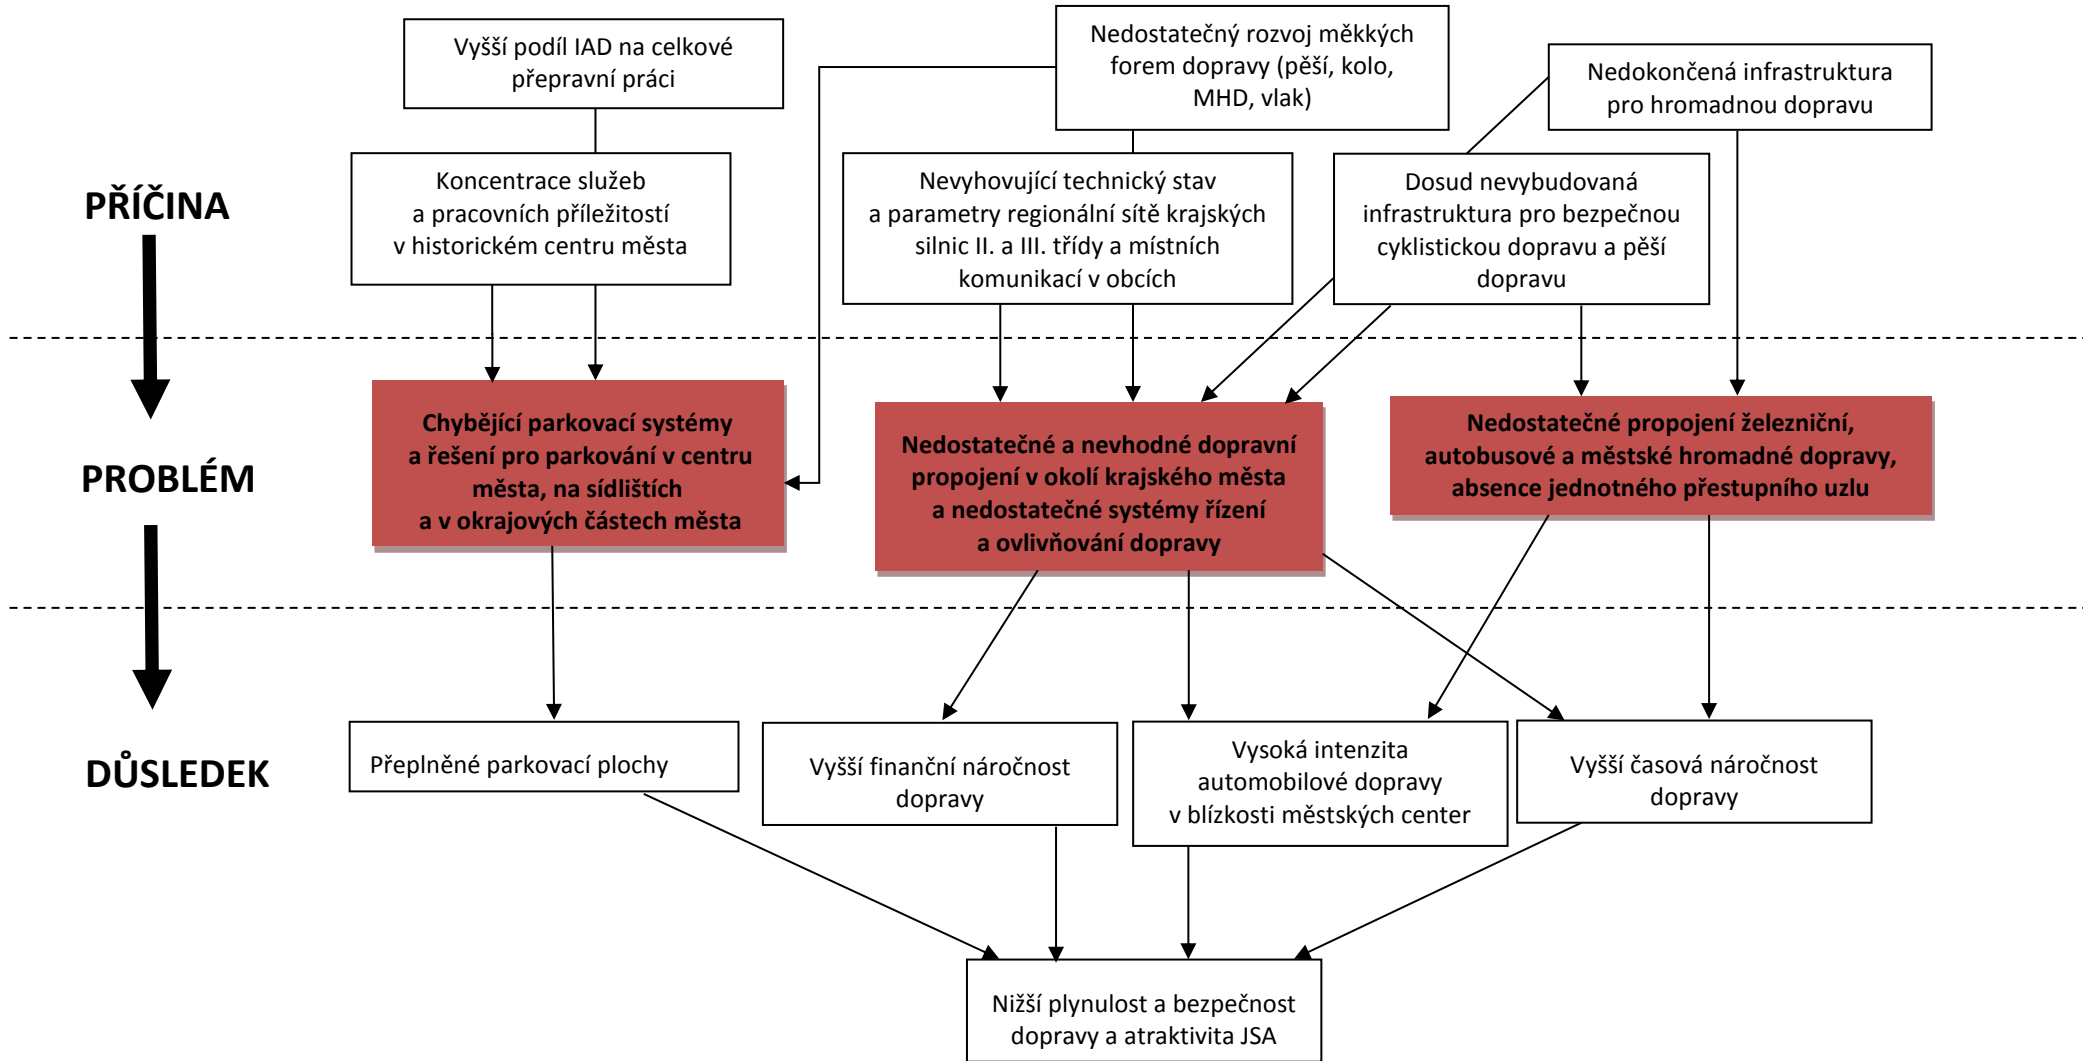 Vyšší podíl IAD na celkové
přepravní práci
Nedostatečný rozvoj měkkých
forem dopravy (pěší, kolo,
MHD, vlak)
Nedokončená infrastruktura
pro hromadnou dopravu
PŘÍČINA
Koncentrace služeb
a pracovních příležitostí
v historickém centru města
Nevyhovující technický stav
a parametry regionální sítě krajských
silnic II. a III. třídy a místních
komunikací v obcích
Dosud nevybudovaná
infrastruktura pro bezpečnou
cyklistickou dopravu a pěší
dopravu
PROBLÉM
Chybějící parkovací systémy
a řešení pro parkování v centru
města, na sídlištích
a v okrajových částech města
Nedostatečné a nevhodné dopravní
propojení v okolí krajského města
a nedostatečné systémy řízení
a ovlivňování dopravy
Nedostatečné propojení železniční,
autobusové a městské hromadné dopravy,
absence jednotného přestupního uzlu
DŮSLEDEK
Přeplněné parkovací plochy
Vyšší finanční náročnost
dopravy
Vysoká intenzita
automobilové dopravy
v blízkosti městských center
Vyšší časová náročnost
dopravy
Nižší plynulost a bezpečnost
dopravy a atraktivita JSA